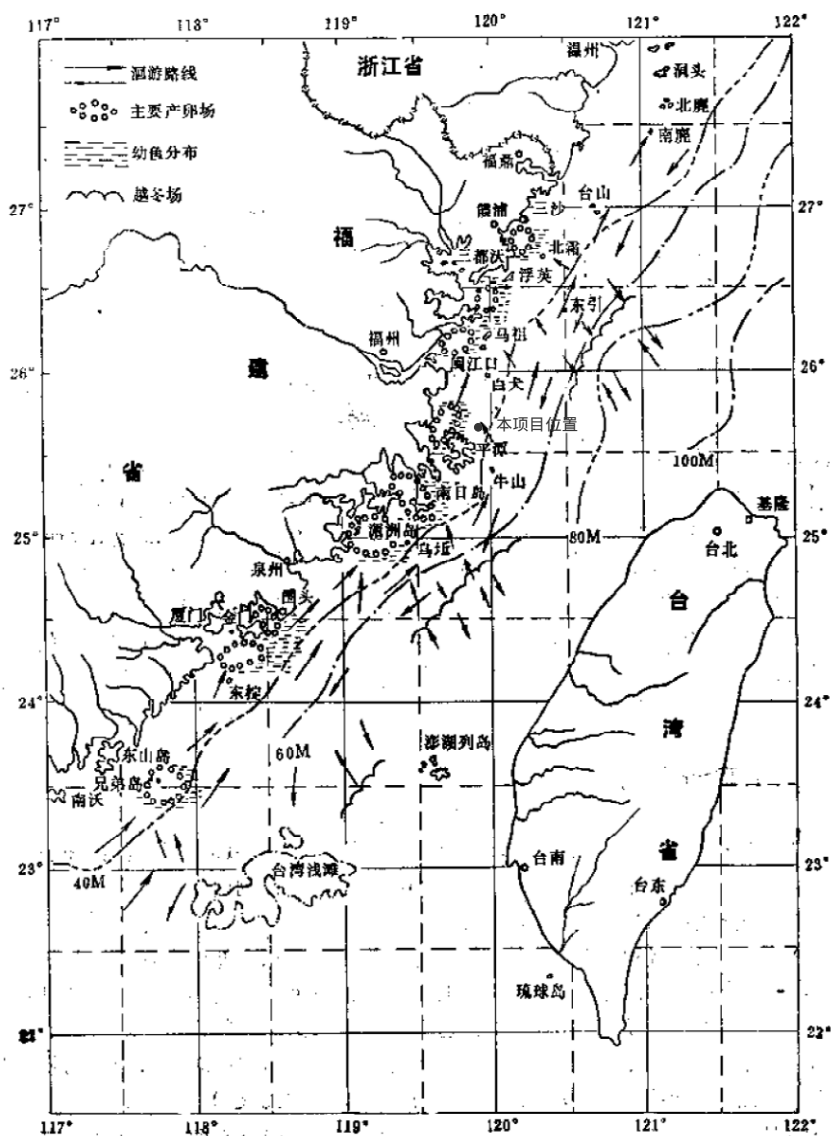 117° 118° 119° 120° 121° 122°
洄游路线
主要产卵场
幼鱼分布
越冬场
浙江省
温州
洞头
北麂
南麂
福鼎
台山
27°
27°
霞浦
三沙
福
三都沃
北霜
浮英
东引
福州
马祖
建
闽江口
26°
26°
白犬
本项目位置
平潭
100M
省
南日岛
牛山
基隆
25°
湄洲岛
乌坵
80M
25°
台北
泉州
围头
厦门
金门
台
东椗
24°
24°
湾
澎湖列岛
60M
东山岛
兄弟岛
南沃
省
23°
台湾浅滩
台南
23°
40M
台东
琉球岛
22°
117° 118° 119° 120° 121° 122°